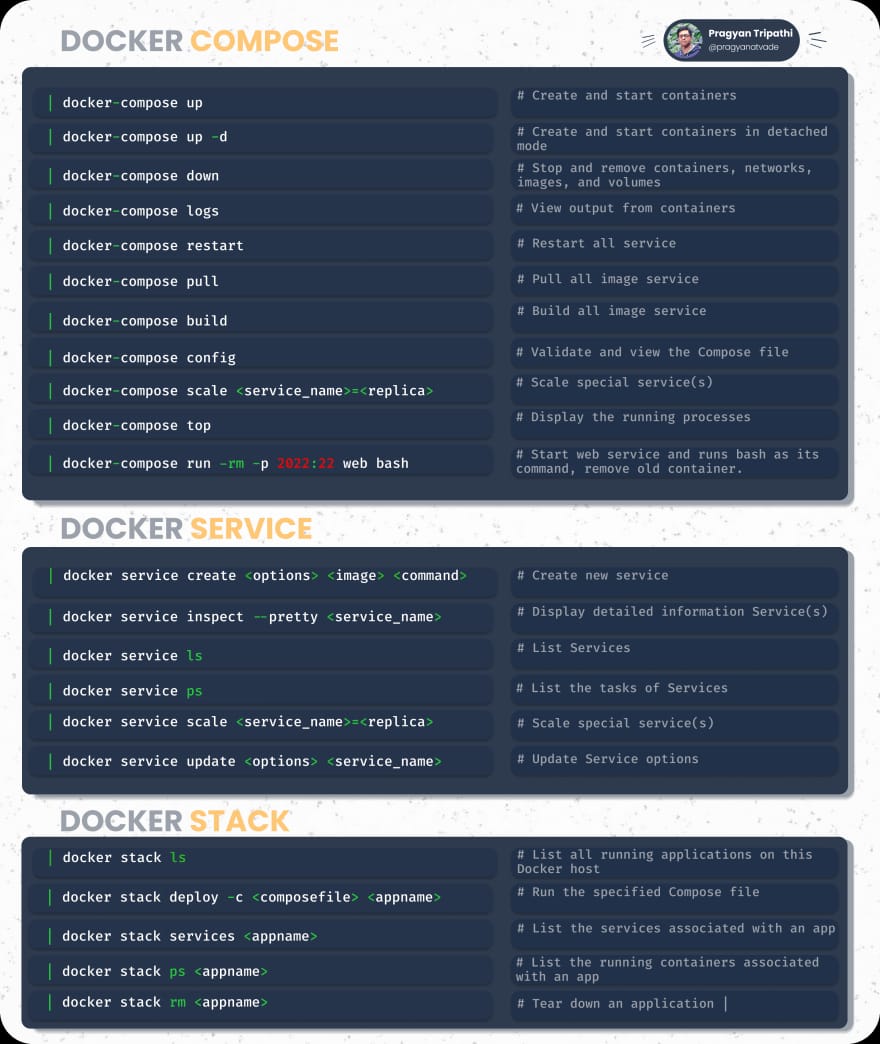 DOCKER COMPOSE
Pragyan Tripathi
@pragyanatvade
| docker-compose up
# Create and start containers
| docker-compose up -d
# Create and start containers in detached
mode
| docker-compose down
# Stop and remove containers, networks,
images, and volumes
| docker-compose logs
# View output from containers
| docker-compose restart
# Restart all service
| docker-compose pull
# Pull all image service
| docker-compose build
# Build all image service
| docker-compose config
# Validate and view the Compose file
| docker-compose scale <service_name>=<replica>
# Scale special service(s)
| docker-compose top
# Display the running processes
| docker-compose run -rm -p 2022:22 web bash
# Start web service and runs bash as its
command, remove old container.
DOCKER SERVICE
| docker service create <options> <image> <command>
# Create new service
| docker service inspect --pretty <service_name>
# Display detailed information Service(s)
| docker service ls
# List Services
| docker service ps
# List the tasks of Services
| docker service scale <service_name>=<replica>
# Scale special service(s)
| docker service update <options> <service_name>
# Update Service options
DOCKER STACK
| docker stack ls
# List all running applications on this
Docker host
| docker stack deploy -c <composefile> <appname>
# Run the specified Compose file
| docker stack services <appname>
# List the services associated with an app
| docker stack ps <appname>
# List the running containers associated
with an app
| docker stack rm <appname>
# Tear down an application |